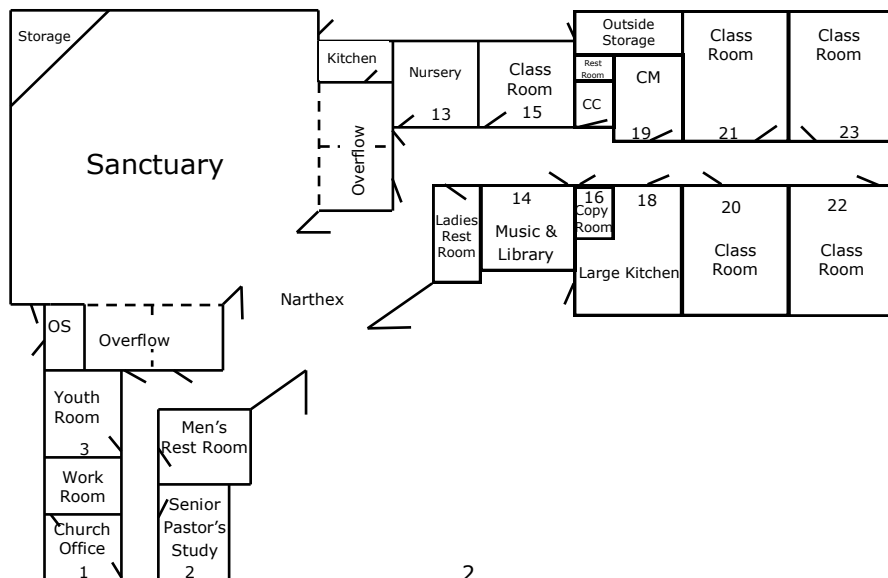 Storage
Sanctuary
Kitchen
Overflow
Nursery
13
Class
Room
15
Outside
Storage
Rest
Room
CC
CM
19
Class
Room
21
Class
Room
23
Ladies
Rest
Room
14
Music &
Library
16
Copy
Room
18
Large Kitchen
20
Class
Room
22
Class
Room
Narthex
OS
Overflow
Youth
Room
3
Work
Room
Church
Office
1
Men's
Rest Room
Senior
Pastor's
Study
2
2